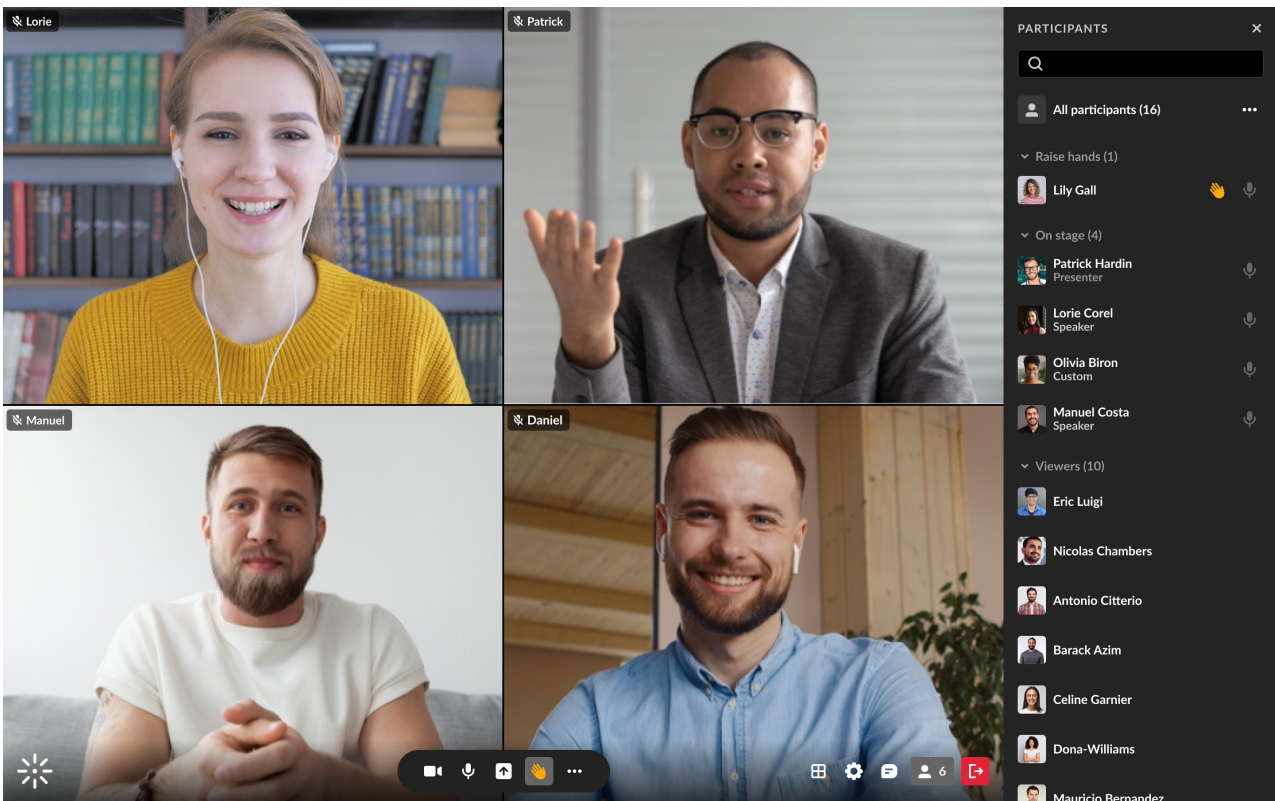 Lorie
Patrick
Manuel
Daniel
6
PARTICIPANTS
All participants (16)
Raise hands (1)
Lily Gall
On stage (4)
Patrick Hardin
Presenter
Lorie Corel
Speaker
Olivia Biron
Custom
Manuel Costa
Speaker
Viewers (10)
Eric Luigi
Nicolas Chambers
Antonio Citterio
Barack Azim
Celine Garnier
Dona-Williams
Mauricio Bernandez